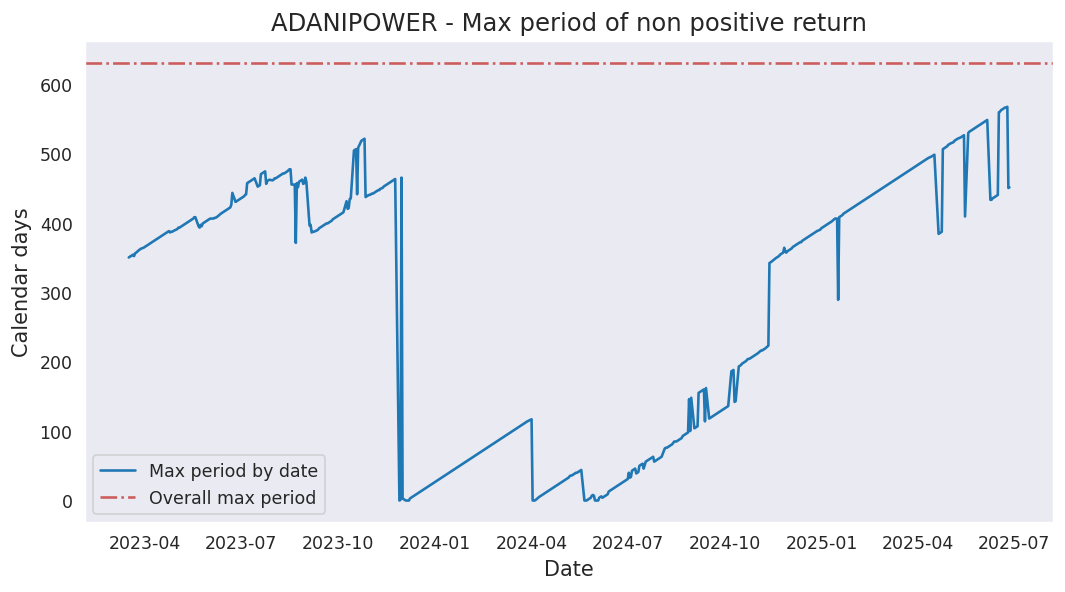 ADANIPOWER - Max period of non positive return
Calendar days
600
500
400
300
200
100
0
Max period by date
Overall max period
2023-04 2023-07 2023-10 2024-01 2024-04 2024-07 2024-10 2025-01 2025-04 2025-07
Date